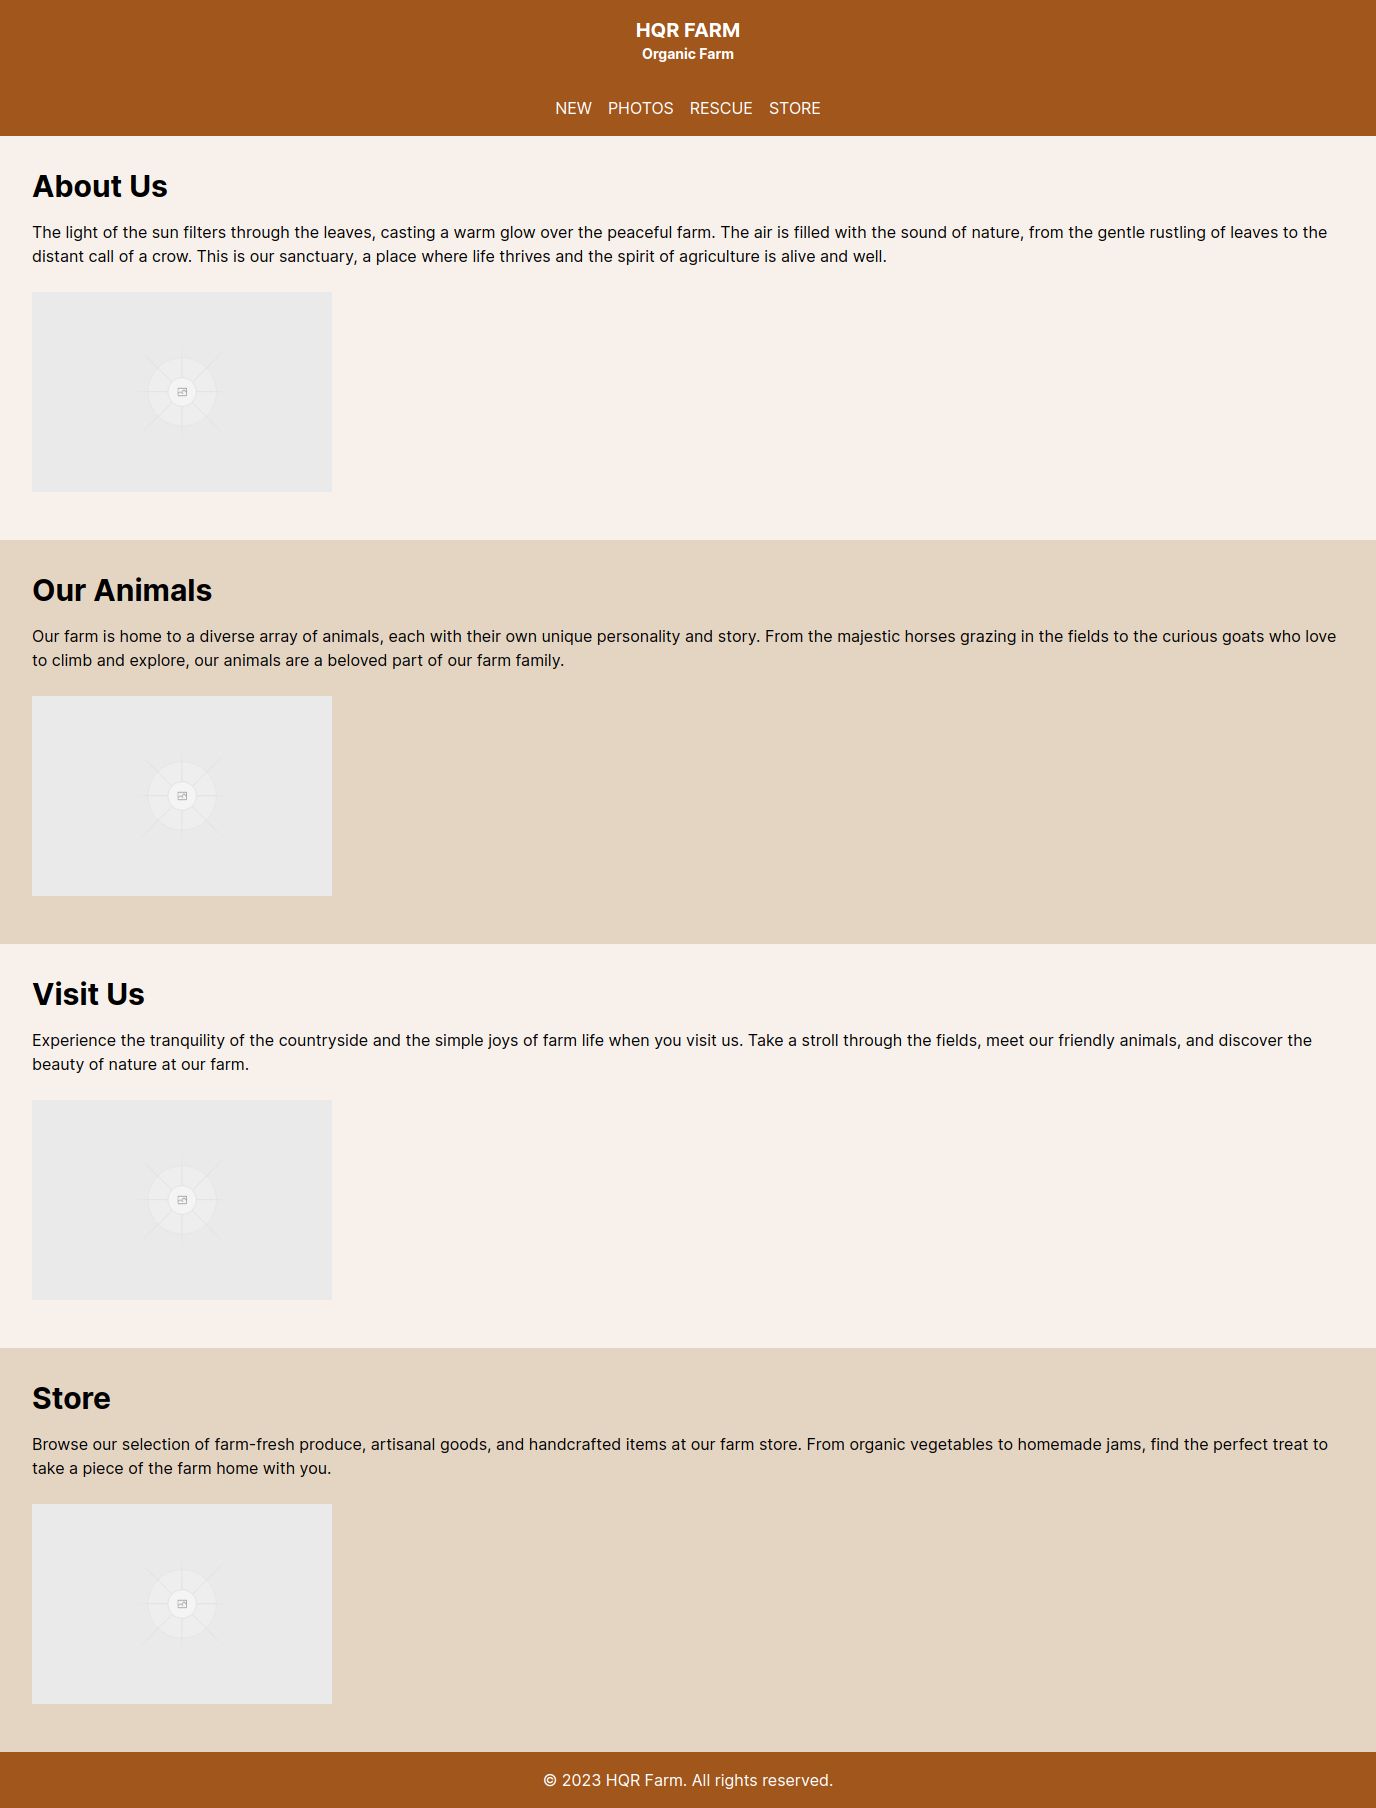 HQR FARM
Organic Farm
NEW PHOTOS RESCUE STORE
About Us
The light of the sun filters through the leaves, casting a warm glow over the peaceful farm. The air is filled with the sound of nature, from the gentle rustling of leaves to the
distant call of a crow. This is our sanctuary, a place where life thrives and the spirit of agriculture is alive and well.
Our Animals
Our farm is home to a diverse array of animals, each with their own unique personality and story. From the majestic horses grazing in the fields to the curious goats who love
to climb and explore, our animals are a beloved part of our farm family.
Visit Us
Experience the tranquility of the countryside and the simple joys of farm life when you visit us. Take a stroll through the fields, meet our friendly animals, and discover the
beauty of nature at our farm.
Store
Browse our selection of farm-fresh produce, artisanal goods, and handcrafted items at our farm store. From organic vegetables to homemade jams, find the perfect treat to
take a piece of the farm home with you.
© 2023 HQR Farm. All rights reserved.